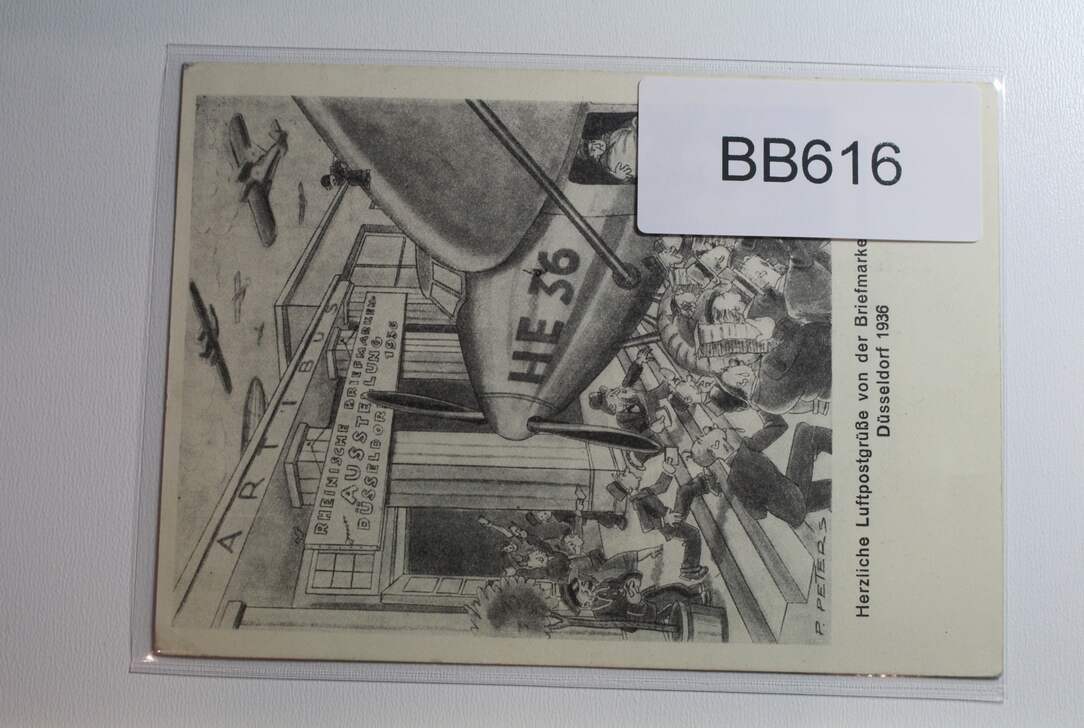 BB616
ARTIBUS
RHEINISCHE BRIEFMARKEN
AUSSTELLUNG
DÜSSELDORF 1936
HE 36
P. PETERS
Herzliche Luftpostgrüße von der Briefmarke
Düsseldorf 1936